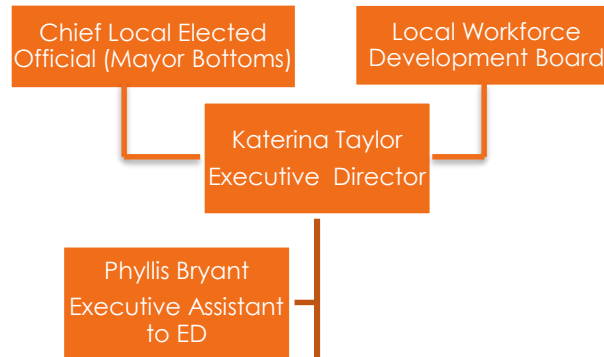 Chief Local Elected
Official (Mayor Bottoms)
Local Workforce
Development Board
Katerina Taylor
Executive Director
Phyllis Bryant
Executive Assistant
to ED